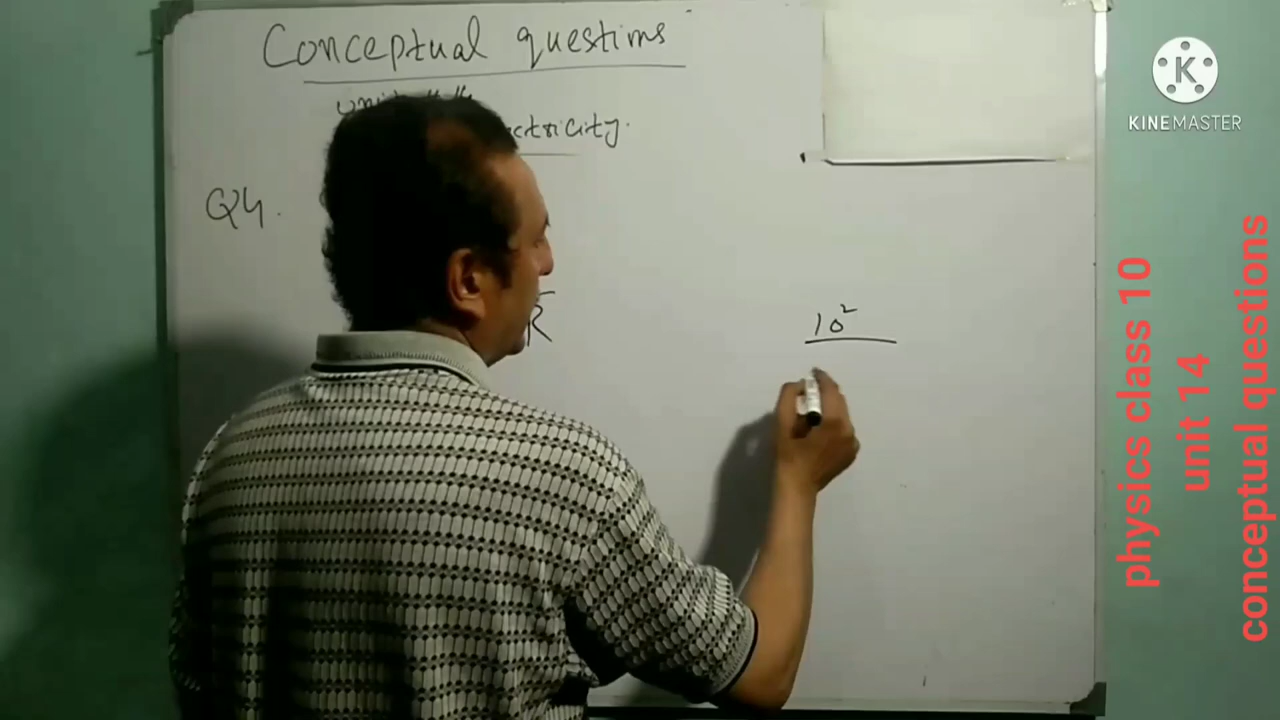 Conceptual questions
Q4.
R
10²
KINEMASTER
physics class 10
unit 14
conceptual questions